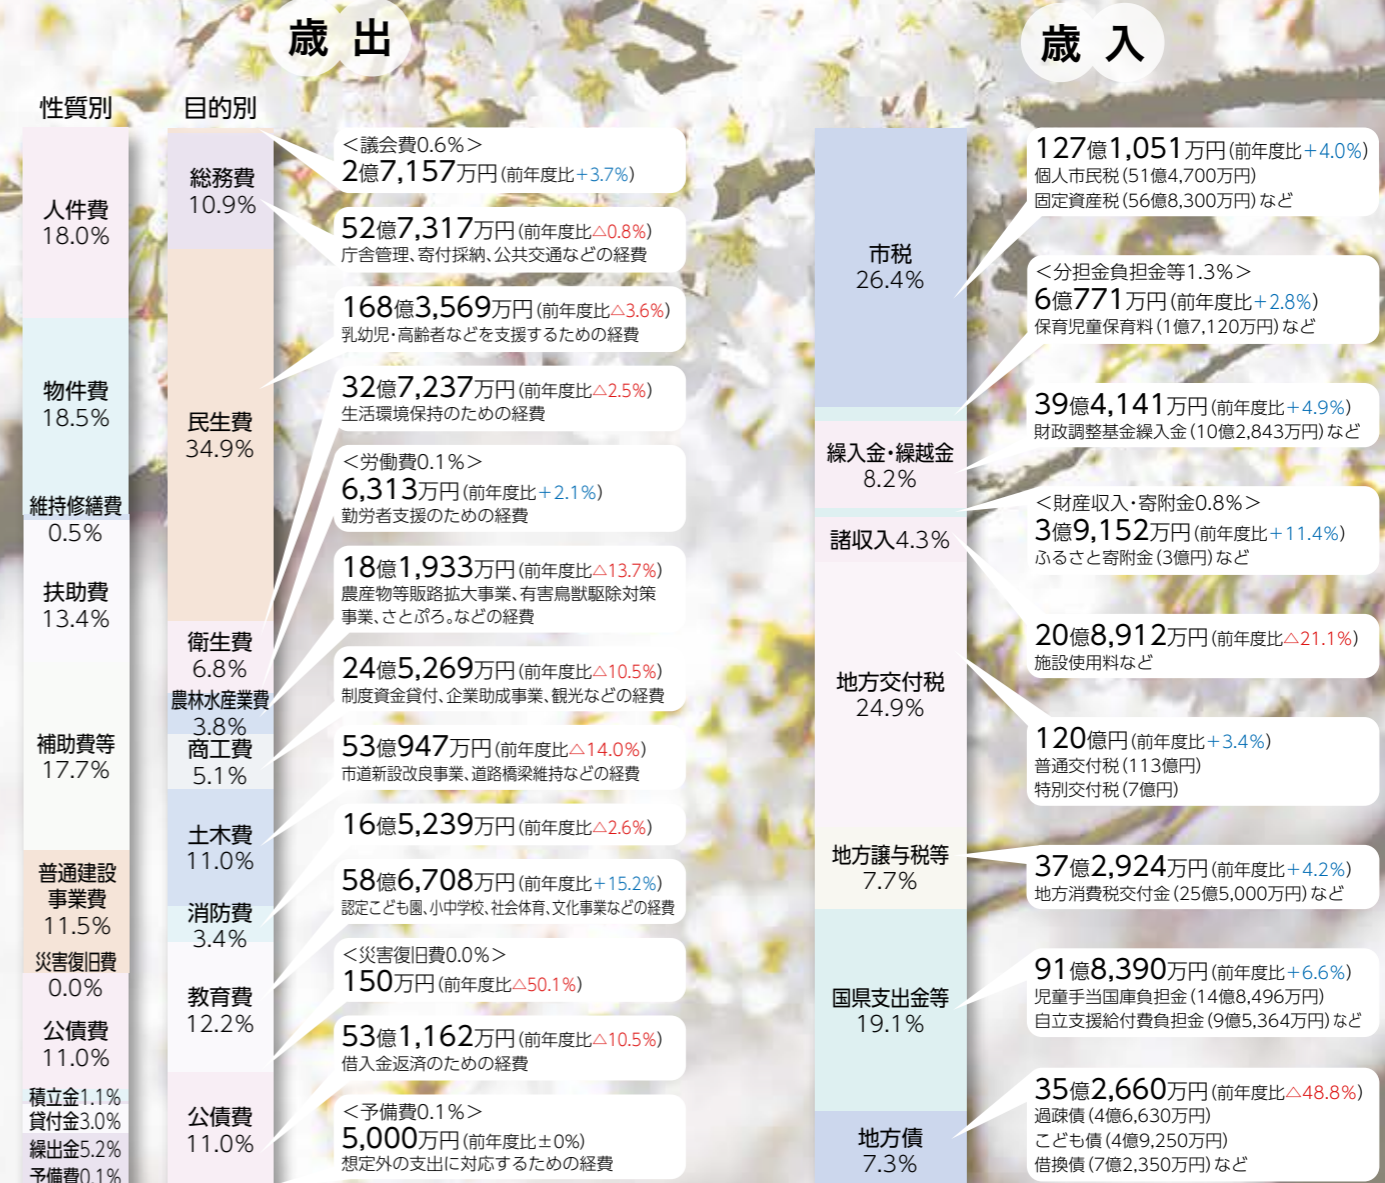 歳出
性質別
人件費
18.0%
物件費
18.5%
維持修繕費
0.5%
扶助費
13.4%
補助費等
17.7%
普通建設
事業費
11.5%
災害復旧費
0.0%
公債費
11.0%
積立金1.1%
貸付金3.0%
繰出金5.2%
予備費0.1%
目的別
総務費
10.9%
民生費
34.9%
衛生費
6.8%
農林水産業費
3.8%
商工費
5.1%
土木費
11.0%
消防費
3.4%
教育費
12.2%
公債費
11.0%
<議会費0.6%>
2億7,157万円(前年度比+3.7%)
52億7,317万円(前年度比△0.8%)
庁舎管理、寄付採納、公共交通などの経費
168億3,569万円(前年度比△3.6%)
乳幼児・高齢者などを支援するための経費
32億7,237万円(前年度比△2.5%)
生活環境保持のための経費
<労働費0.1%>
6,313万円(前年度比+2.1%)
勤労者支援のための経費
18億1,933万円(前年度比△13.7%)
農産物等販路拡大事業、有害鳥獣駆除対策
事業、さとぷろ。などの経費
24億5,269万円(前年度比△10.5%)
制度資金貸付、企業助成事業、観光などの経費
53億947万円(前年度比△14.0%)
市道新設改良事業、道路橋梁維持などの経費
16億5,239万円(前年度比△2.6%)
58億6,708万円(前年度比+15.2%)
認定こども園、小中学校、社会体育、文化事業などの経費
<災害復旧費0.0%>
150万円(前年度比△50.1%)
53億1,162万円(前年度比△10.5%)
借入金返済のための経費
<予備費0.1%>
5,000万円(前年度比±0%)
想定外の支出に対応するための経費
歳入
市税
26.4%
繰入金・繰越金
8.2%
諸収入4.3%
地方交付税
24.9%
地方譲与税等
7.7%
国県支出金等
19.1%
地方債
7.3%
127億1,051万円(前年度比+4.0%)
個人市民税(51億4,700万円)
固定資産税(56億8,300万円)など
<分担金負担金等1.3%>
6億771万円(前年度比+2.8%)
保育児童保育料(1億7,120万円)など
39億4,141万円(前年度比+4.9%)
財政調整基金繰入金(10億2,843万円)など
<財産収入・寄附金0.8%>
3億9,152万円(前年度比+11.4%)
ふるさと寄附金(3億円)など
20億8,912万円(前年度比△21.1%)
施設使用料など
120億円(前年度比+3.4%)
普通交付税(113億円)
特別交付税(7億円)
37億2,924万円(前年度比+4.2%)
地方消費税交付金(25億5,000万円)など
91億8,390万円(前年度比+6.6%)
児童手当国庫負担金(14億8,496万円)
自立支援給付費負担金(9億5,364万円)など
35億2,660万円(前年度比△48.8%)
過疎債(4億6,630万円)
こども債(4億9,250万円)
借換債(7億2,350万円)など